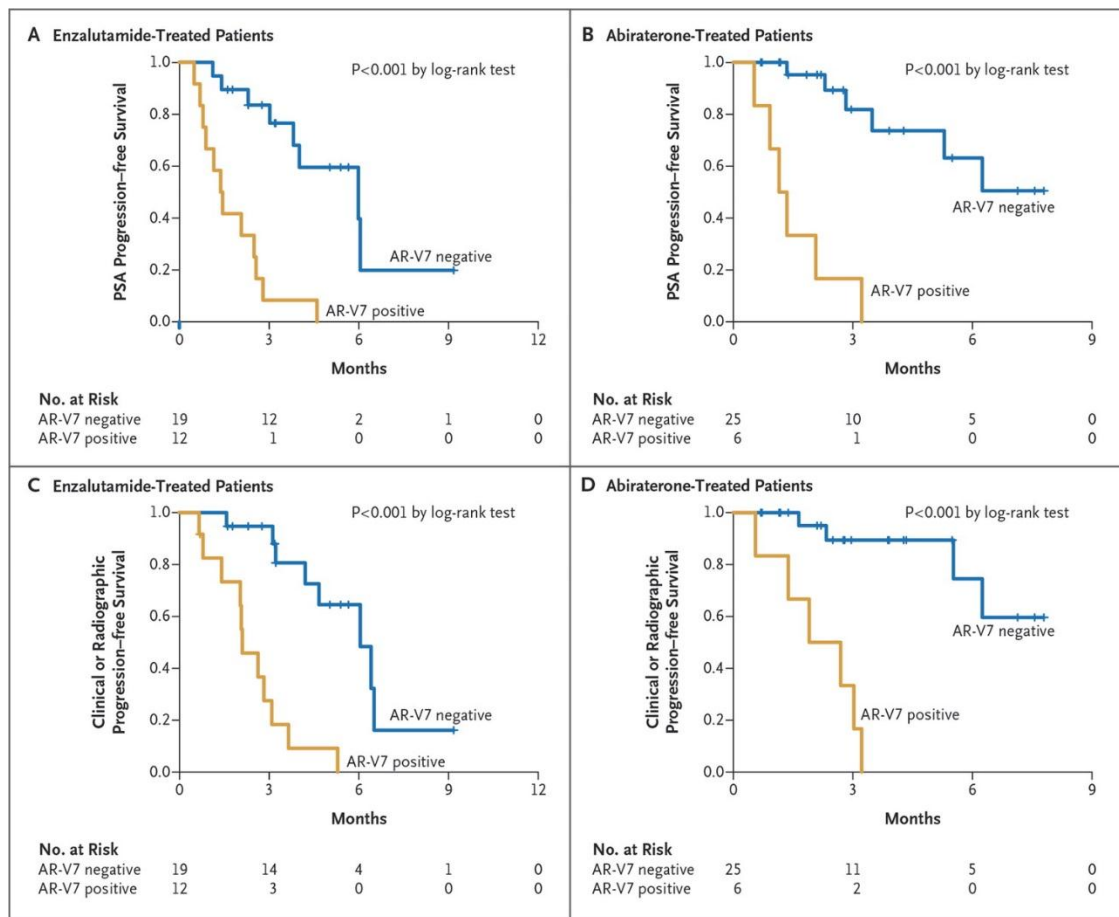 A Enzalutamide-Treated Patients
P<0.001 by log-rank test
PSA Progression–free Survival
1.0
0.8
0.6
0.4
0.2
0.0
AR-V7 negative
AR-V7 positive
0 3 6 9 12
Months
No. at Risk
AR-V7 negative 19 12 2 1 0
AR-V7 positive 12 1 0 0 0
B Abiraterone-Treated Patients
P<0.001 by log-rank test
PSA Progression–free Survival
1.0
0.8
0.6
0.4
0.2
0.0
AR-V7 negative
AR-V7 positive
0 3 6 9
Months
No. at Risk
AR-V7 negative 25 10 5 0
AR-V7 positive 6 1 0 0
C Enzalutamide-Treated Patients
P<0.001 by log-rank test
Clinical or Radiographic
Progression–free Survival
1.0
0.8
0.6
0.4
0.2
0.0
AR-V7 negative
AR-V7 positive
0 3 6 9 12
Months
No. at Risk
AR-V7 negative 19 14 4 1 0
AR-V7 positive 12 3 0 0 0
D Abiraterone-Treated Patients
P<0.001 by log-rank test
Clinical or Radiographic
Progression–free Survival
1.0
0.8
0.6
0.4
0.2
0.0
AR-V7 negative
AR-V7 positive
0 3 6 9
Months
No. at Risk
AR-V7 negative 25 11 5 0
AR-V7 positive 6 2 0 0